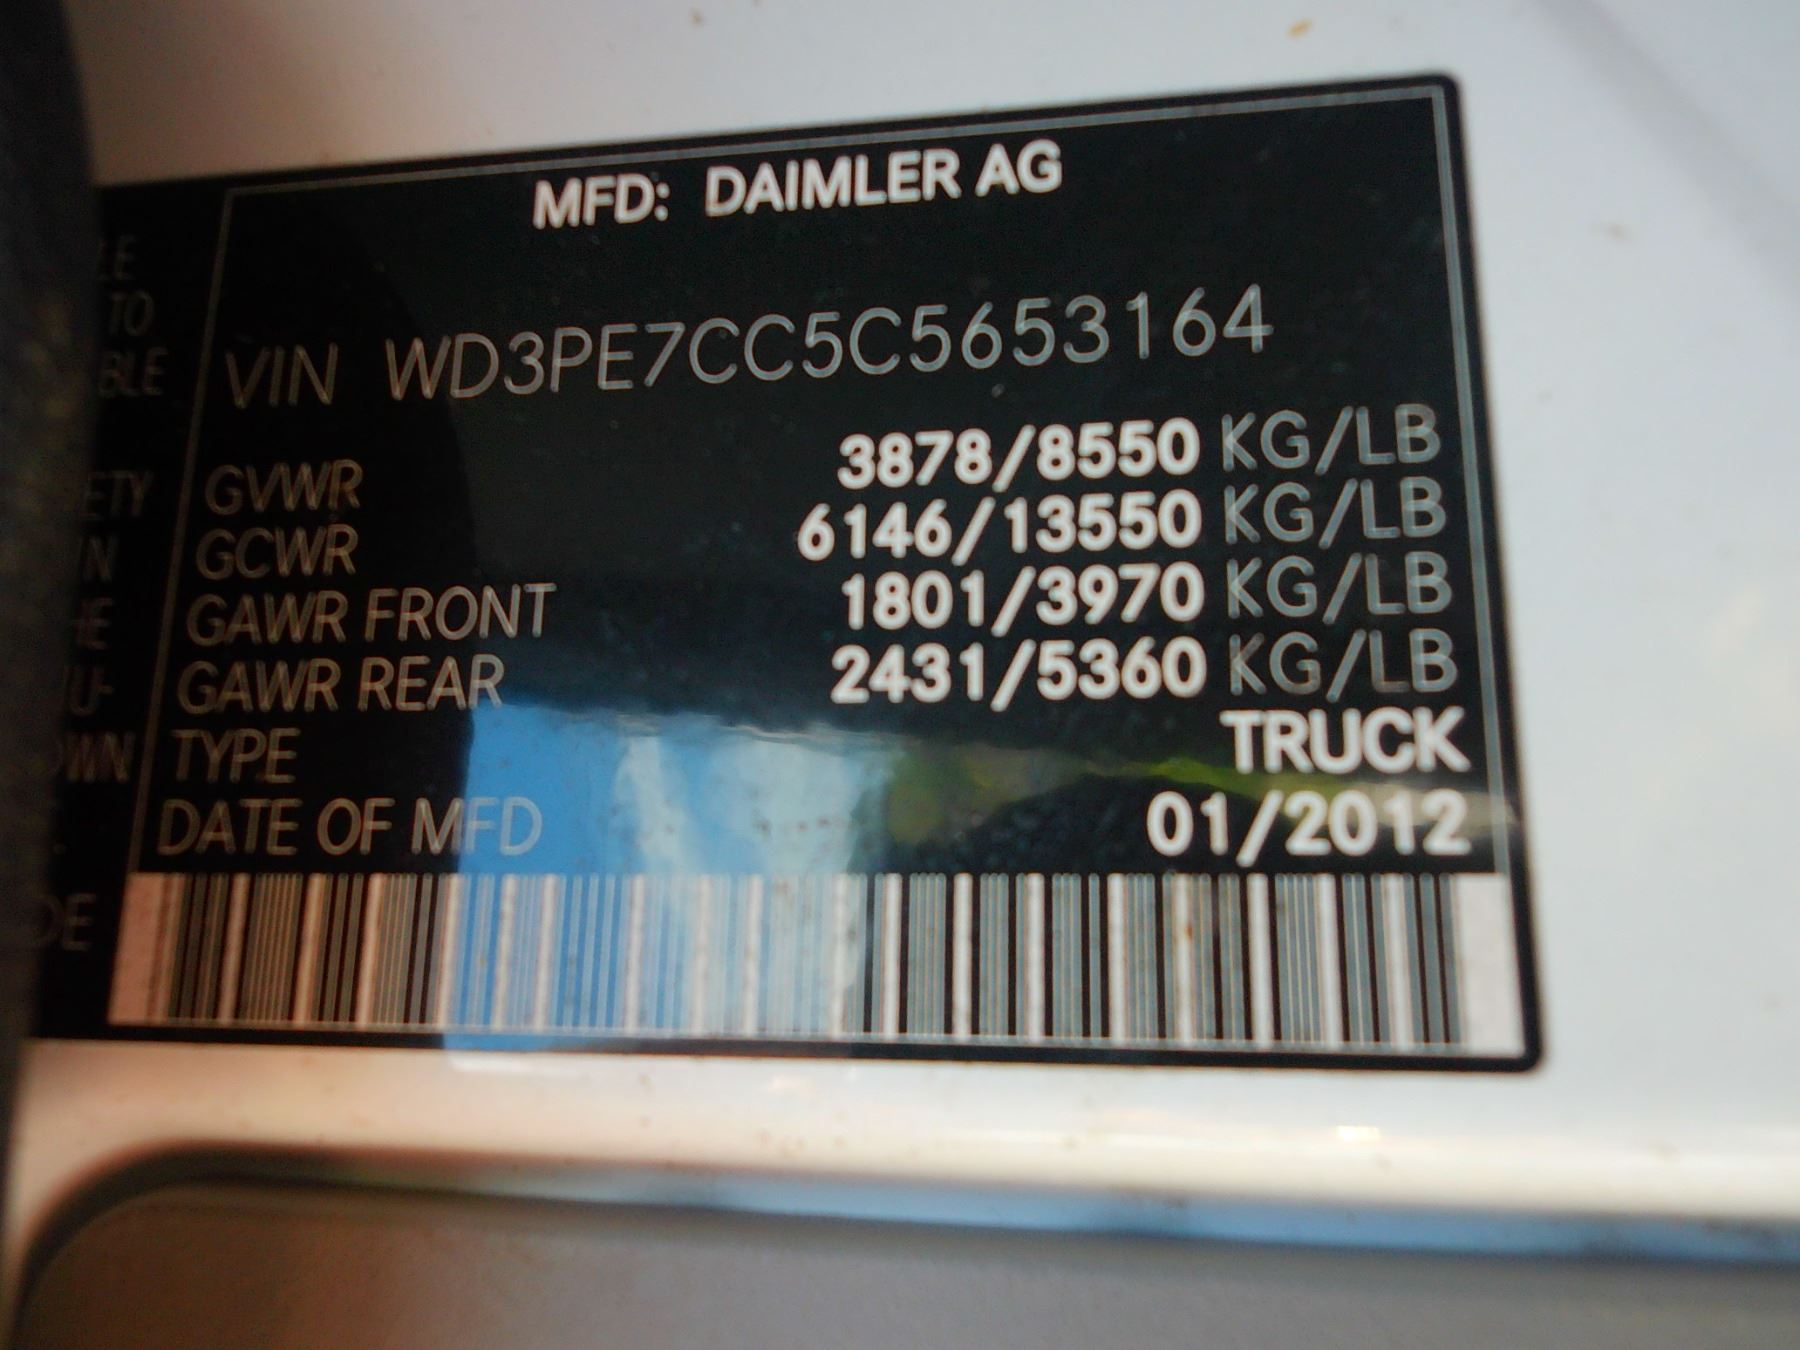 MFD: DAIMLER AG
VIN WD3PE7CC5C5653164
GVWR 3878/8550 KG/LB
GCWR 6146/13550 KG/LB
GAWR FRONT 1801/3970 KG/LB
GAWR REAR 2431/5360 KG/LB
TYPE TRUCK
DATE OF MFD 01/2012
TO